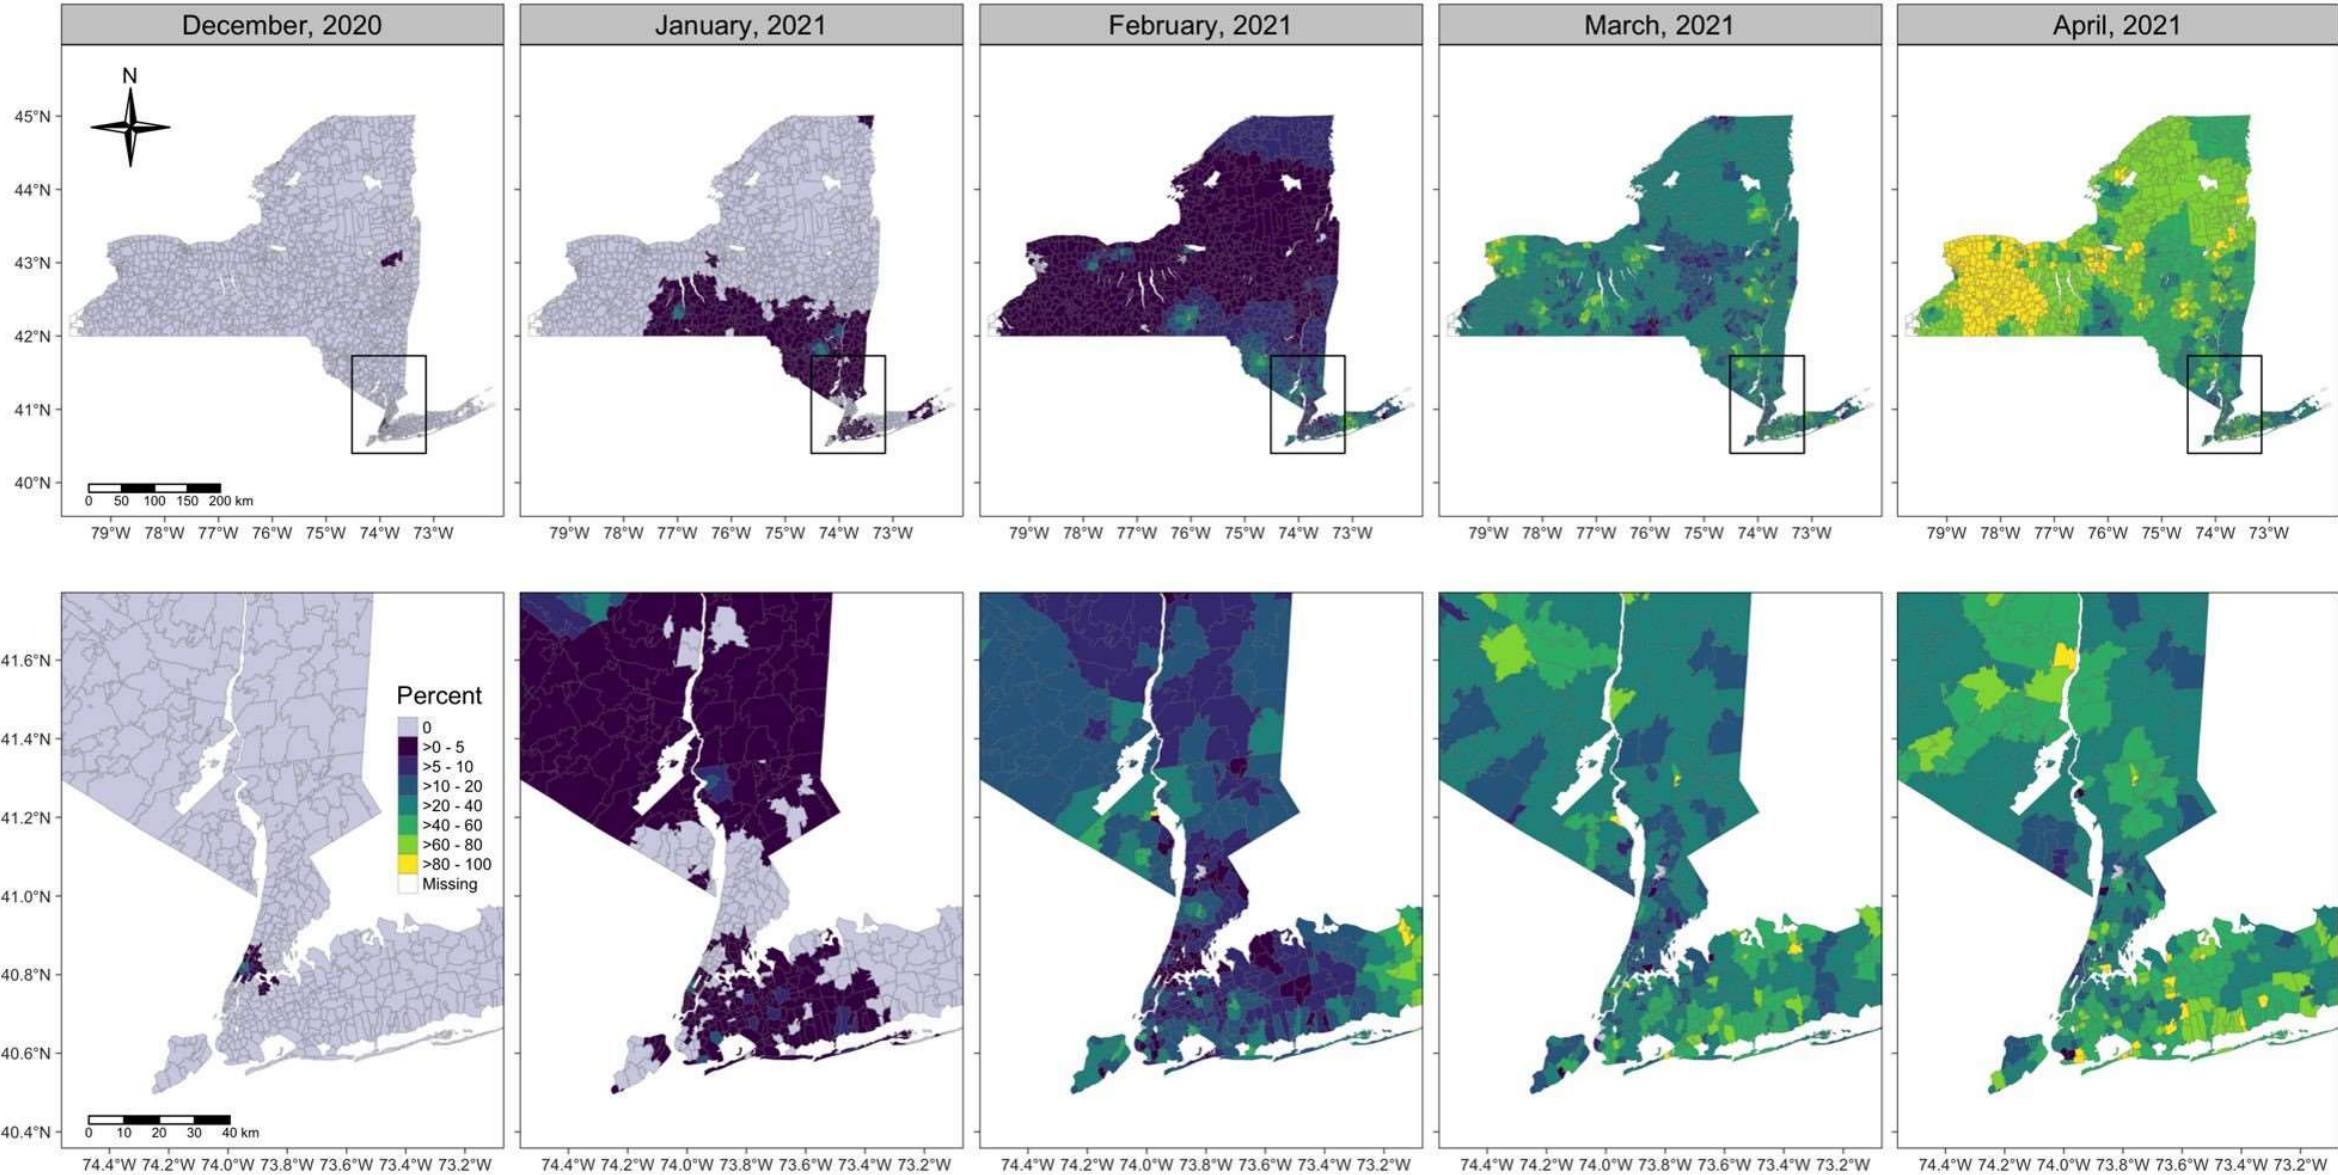 December, 2020
January, 2021
February, 2021
March, 2021
April, 2021
N
45°N
44°N
43°N
42°N
41°N
40°N
0 50 100 150 200 km
79°W 78°W 77°W 76°W 75°W 74°W 73°W
79°W 78°W 77°W 76°W 75°W 74°W 73°W
79°W 78°W 77°W 76°W 75°W 74°W 73°W
79°W 78°W 77°W 76°W 75°W 74°W 73°W
79°W 78°W 77°W 76°W 75°W 74°W 73°W
41.6°N
41.4°N
41.2°N
41.0°N
40.8°N
40.6°N
40.4°N
Percent
0
>0 - 5
>5 - 10
>10 - 20
>20 - 40
>40 - 60
>60 - 80
>80 - 100
Missing
0 10 20 30 40 km
74.4°W 74.2°W 74.0°W 73.8°W 73.6°W 73.4°W 73.2°W
74.4°W 74.2°W 74.0°W 73.8°W 73.6°W 73.4°W 73.2°W
74.4°W 74.2°W 74.0°W 73.8°W 73.6°W 73.4°W 73.2°W
74.4°W 74.2°W 74.0°W 73.8°W 73.6°W 73.4°W 73.2°W
74.4°W 74.2°W 74.0°W 73.8°W 73.6°W 73.4°W 73.2°W